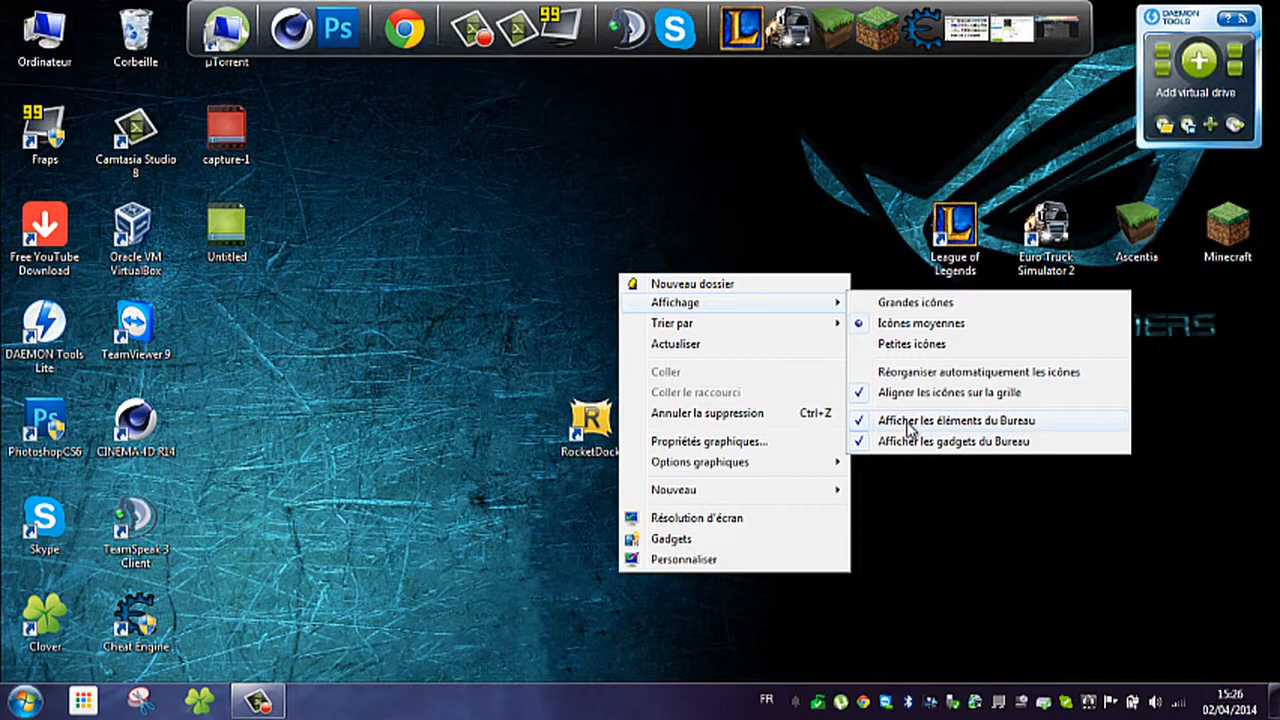 99
Ps
L
DAEMON
TOOLS
Add virtual drive
Ordinateur
Corbeille
µTorrent
99
Fraps
Camtasia Studio
8
capture-1
Free YouTube
Download
Oracle VM
VirtualBox
Untitled
League of
Legends
Euro Truck
Simulator 2
Ascentia
Minecraft
DAEMON Tools
Lite
TeamViewer 9
Ps
PhotoshopCS6
CINEMA 4D R14
R
RocketDock
Skype
TeamSpeak 3
Client
Clover
Cheat Engine
Nouveau dossier
Affichage
Trier par
Actualiser
Coller
Coller le raccourci
Annuler la suppression Ctrl+Z
Propriétés graphiques...
Options graphiques
Nouveau
Résolution d'écran
Gadgets
Personnaliser
Grandes icônes
Icônes moyennes
Petites icônes
Réorganiser automatiquement les icônes
Aligner les icônes sur la grille
Afficher les éléments du Bureau
Afficher les gadgets du Bureau
FR
15:26
02/04/2014